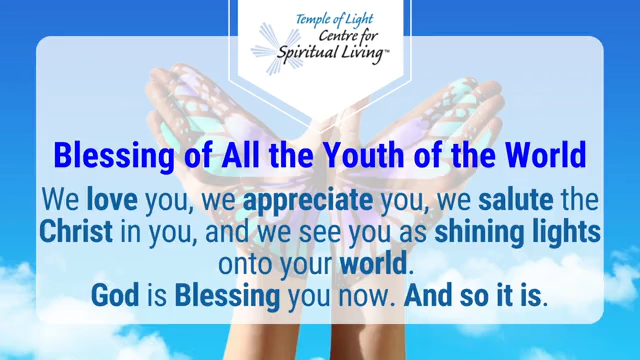 Temple of Light
Centre for
Spiritual Living™
Blessing of All the Youth of the World
We love you, we appreciate you, we salute the
Christ in you, and we see you as shining lights
onto your world.
God is Blessing you now. And so it is.